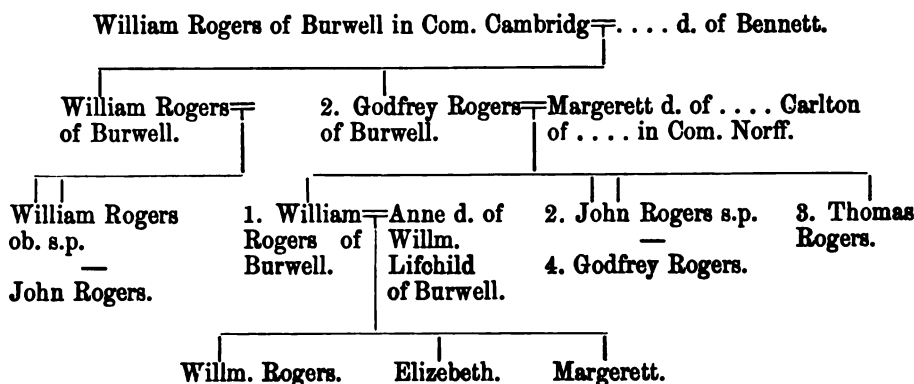 William Rogers of Burwell in Com. Cambridg= . . . . d. of Bennett.
William Rogers=
of Burwell.
2. Godfrey Rogers=Margerett d. of . . . . Carlton
of Burwell. of . . . . in Com. Norff.
William Rogers
ob. s.p.
—
John Rogers.
1. William=Anne d. of
Rogers of Willm.
Burwell. Lifchild
of Burwell.
2. John Rogers s.p.
—
4. Godfrey Rogers.
3. Thomas
Rogers.
Willm. Rogers. Elizebeth. Margerett.